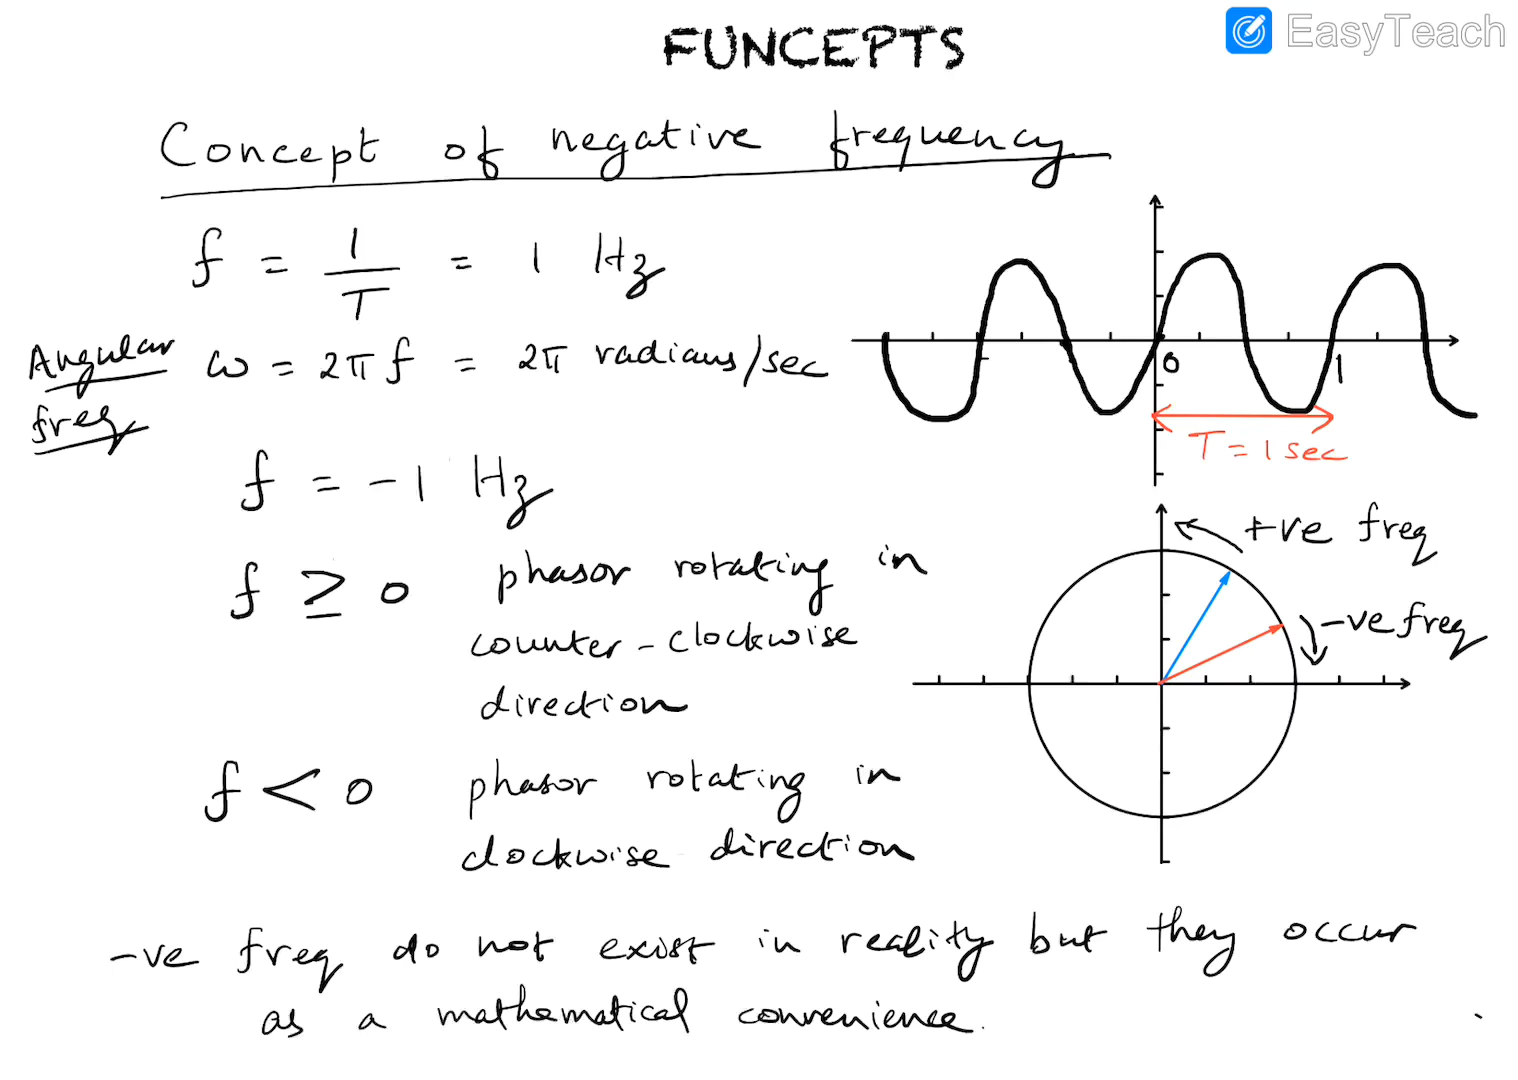 FUNCEPTS
EasyTeach
Concept of negative frequency
f = 1/T = 1 Hz
Angular freq
ω = 2π f = 2π radians/sec
0
1
T = 1 sec
f = -1 Hz
+ve freq
-ve freq
f ≥ 0 phasor rotating in
counter-clockwise
direction
f < 0 phasor rotating in
clockwise direction
-ve freq do not exist in reality but they occur
as a mathematical convenience.